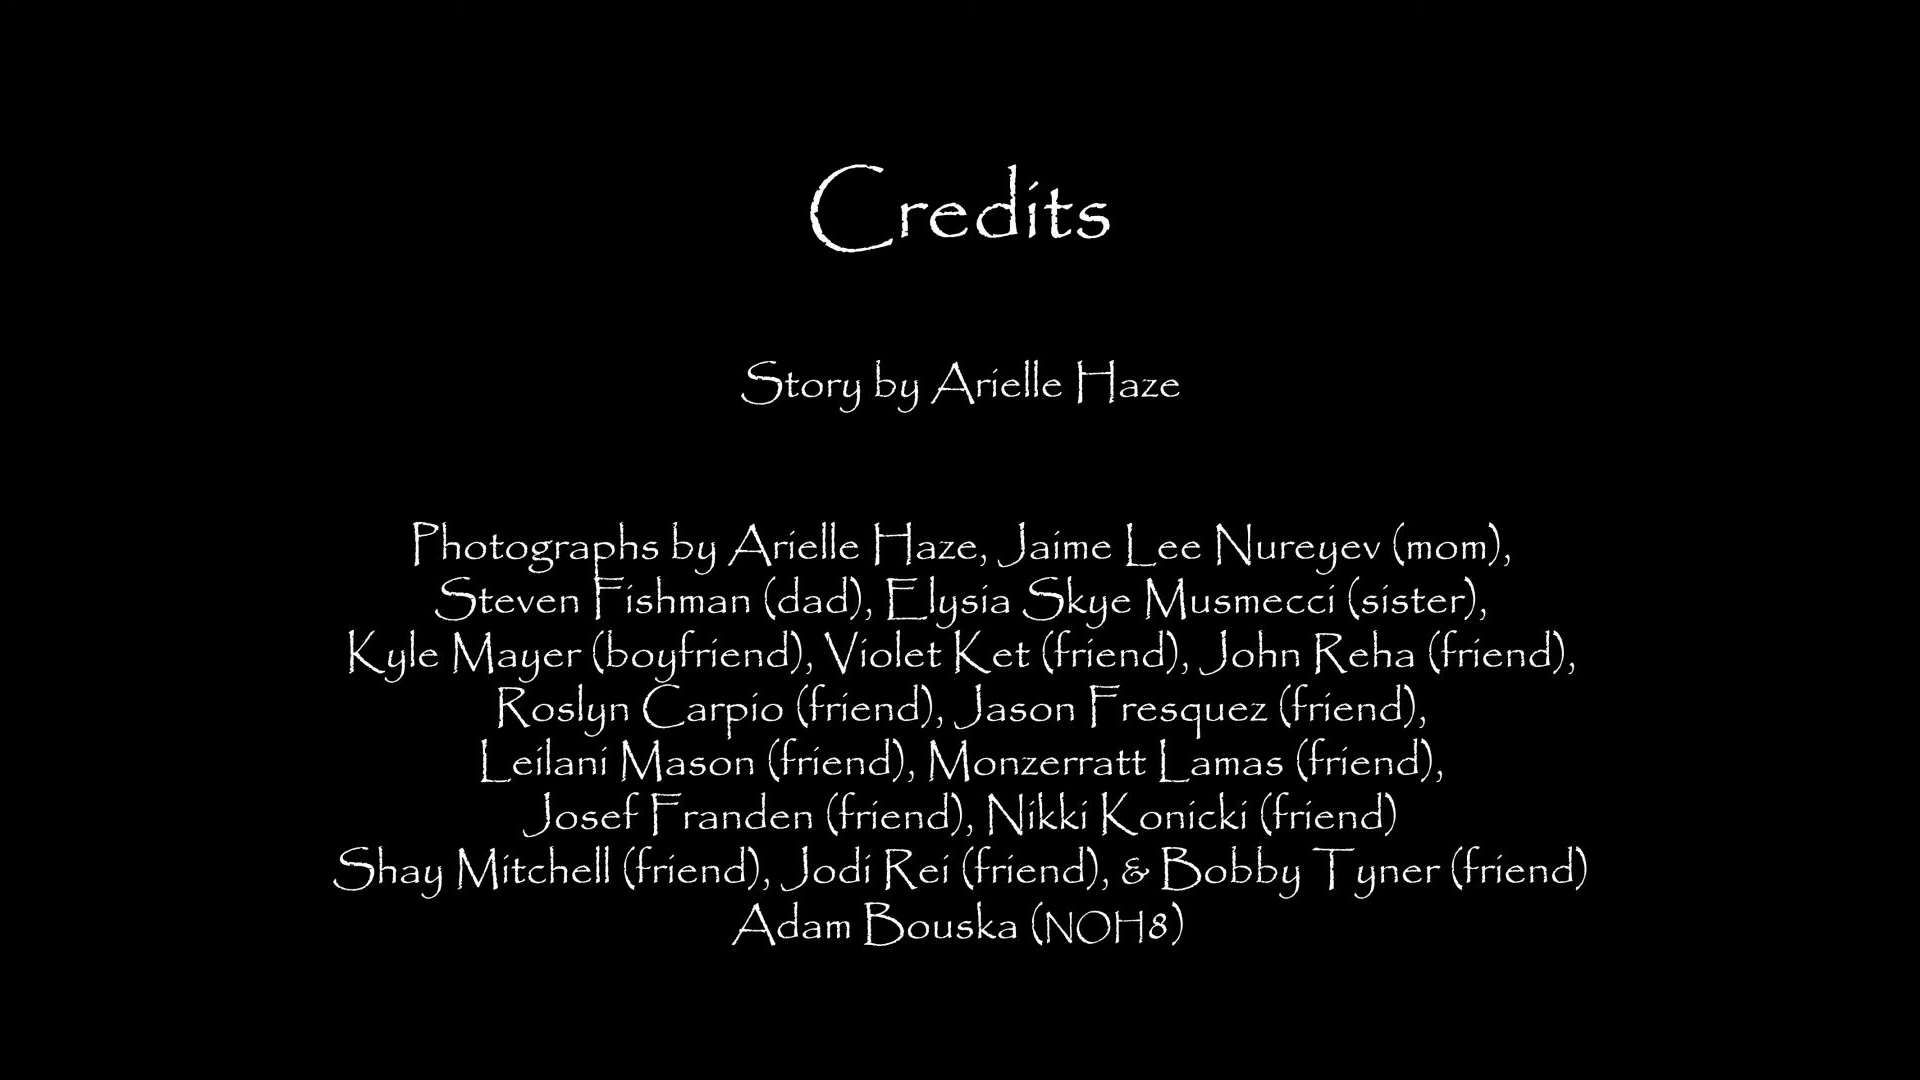 Credits
Story by Arielle Haze
Photographs by Arielle Haze, Jaime Lee Nureyev (mom),
Steven Fishman (dad), Elysia Skye Musmecci (sister),
Kyle Mayer (boyfriend), Violet Ket (friend), John Reha (friend),
Roslyn Carpio (friend), Jason Fresquez (friend),
Leilani Mason (friend), Monzerratt Lamas (friend),
Josef Franden (friend), Nikki Konicki (friend)
Shay Mitchell (friend), Jodi Rei (friend), & Bobby Tyner (friend)
Adam Bouska (NOH8)